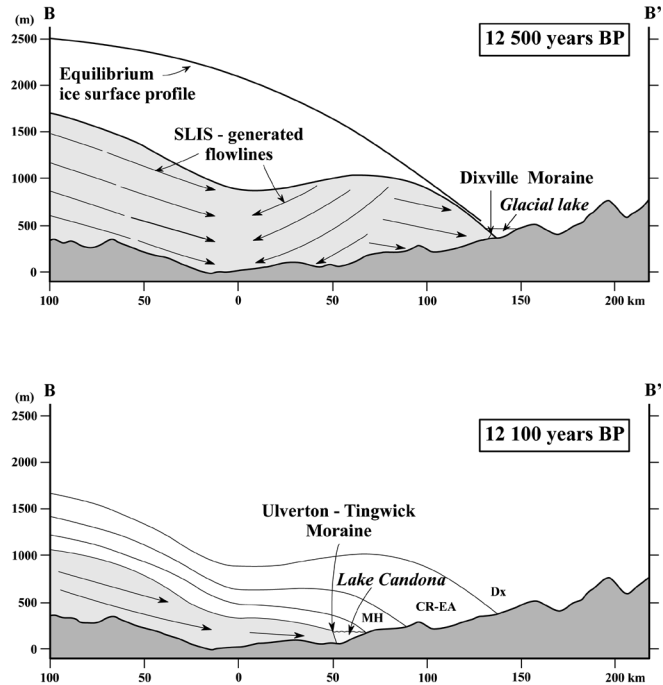 B B’
(m)
12 500 years BP
2500
Equilibrium
ice surface profile
2000
1500
SLIS - generated
flowlines
1000
Dixville Moraine
Glacial lake
500
0
100 50 0 50 100 150 200 km
B B’
(m)
2500
12 100 years BP
2000
1500
Ulverton - Tingwick
Moraine
1000
Lake Candona
Dx
500
MH CR-EA
0
100 50 0 50 100 150 200 km